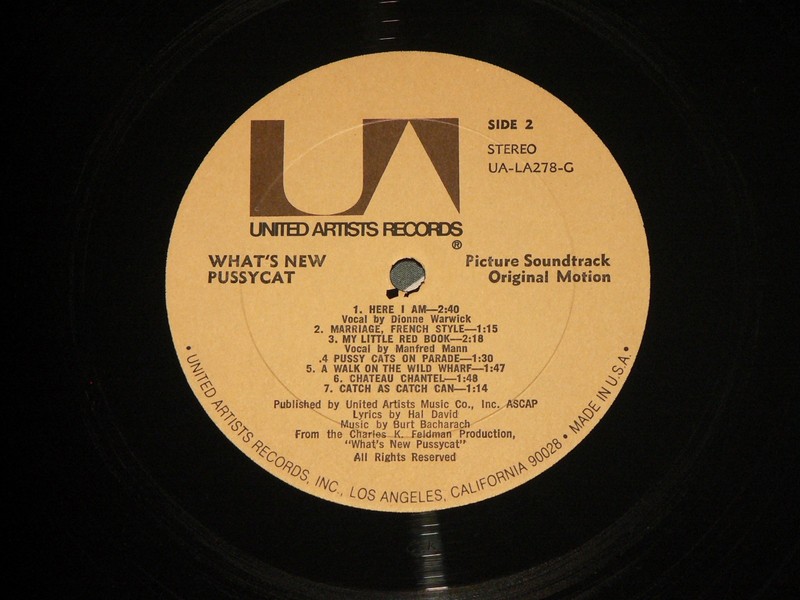 UA
UNITED ARTISTS RECORDS
®
SIDE 2
STEREO
UA-LA278-G
WHAT'S NEW
PUSSYCAT
Picture Soundtrack
Original Motion
1. HERE I AM—2:40
Vocal by Dionne Warwick
2. MARRIAGE, FRENCH STYLE—1:15
3. MY LITTLE RED BOOK—2:18
Vocal by Manfred Mann
.4 PUSSY CATS ON PARADE—1:30
5. A WALK ON THE WILD WHARF—1:47
6. CHATEAU CHANTEL—1:48
7. CATCH AS CATCH CAN—1:14
Published by United Artists Music Co., Inc. ASCAP
Lyrics by Hal David
Music by Burt Bacharach
From the Charles K. Feldman Production,
"What's New Pussycat"
All Rights Reserved
• UNITED ARTISTS RECORDS, INC., LOS ANGELES, CALIFORNIA 90028 • MADE IN U.S.A. •